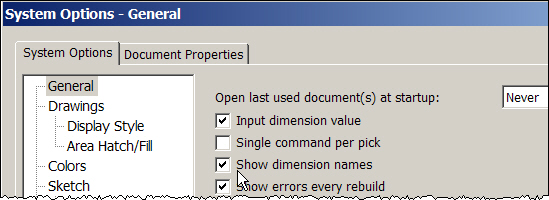 System Options - General
System Options
Document Properties
General
Drawings
Display Style
Area Hatch/Fill
Colors
Sketch
Open last used document(s) at startup:
Never
Input dimension value
Single command per pick
Show dimension names
Show errors every rebuild